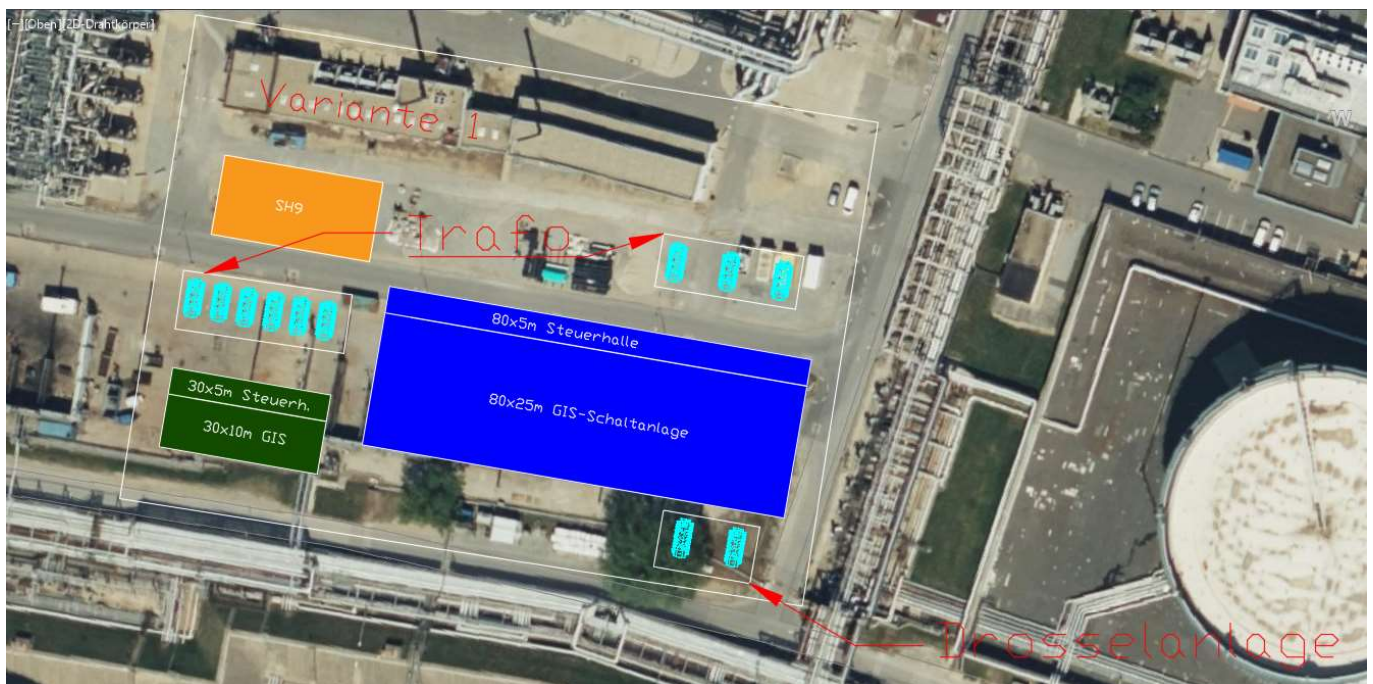 [-][Oben][2D-Drahtkörper]
Variante 1
SH9
Trafo
80x5m Steuerhalle
80x25m GIS-Schaltanlage
30x5m Steuerh.
30x10m GIS
Drosselanlage
W